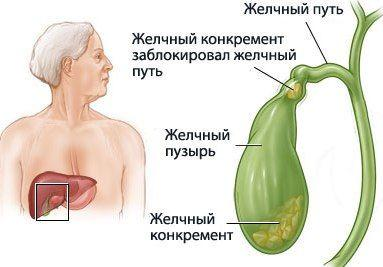 Желчный путь
Желчный конкремент
заблокировал желчный
путь
Желчный
пузырь
Желчный
конкремент